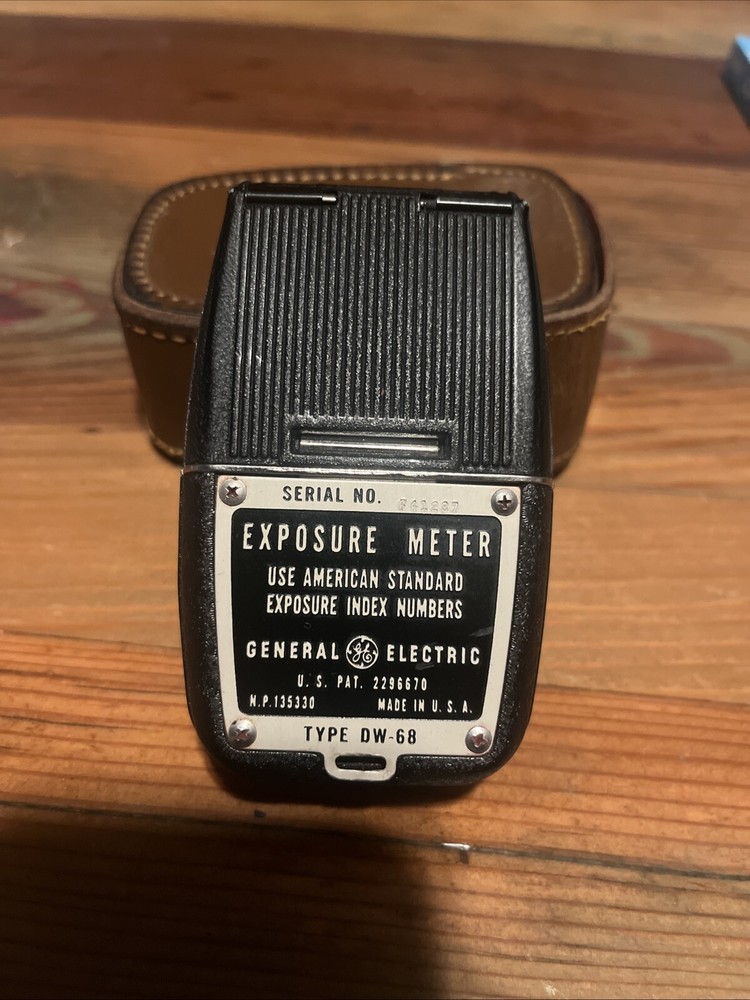 SERIAL NO.
EXPOSURE METER
USE AMERICAN STANDARD
EXPOSURE INDEX NUMBERS
GENERAL GE ELECTRIC
U. S. PAT. 2296670
N.P.135330 MADE IN U. S. A.
TYPE DW-68